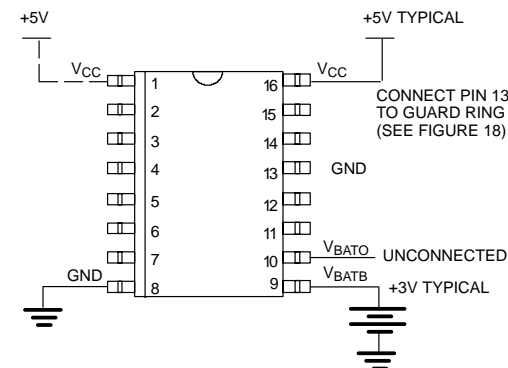 +5V
+5V TYPICAL
VCC
VCC
1
16
CONNECT PIN 13
TO GUARD RING
(SEE FIGURE 18)
2
15
3
14
4
13
GND
5
12
6
11
7
10
VBATO
UNCONNECTED
GND
8
9
VBATB
+3V TYPICAL